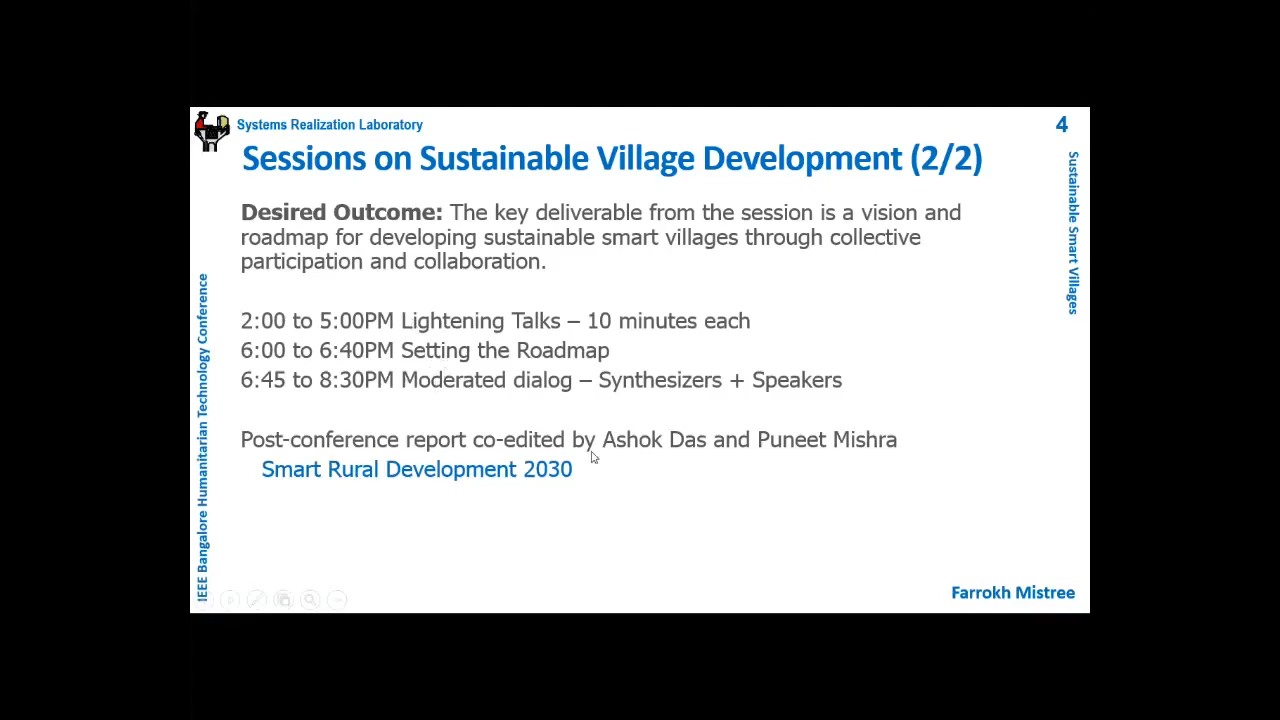 Systems Realization Laboratory
4
Sessions on Sustainable Village Development (2/2)
Sustainable Smart Villages
Desired Outcome: The key deliverable from the session is a vision and
roadmap for developing sustainable smart villages through collective
participation and collaboration.
2:00 to 5:00PM Lightening Talks – 10 minutes each
6:00 to 6:40PM Setting the Roadmap
6:45 to 8:30PM Moderated dialog – Synthesizers + Speakers
Post-conference report co-edited by Ashok Das and Puneet Mishra
Smart Rural Development 2030
IEEE Bangalore Humanitarian Technology Conference
Farrokh Mistree